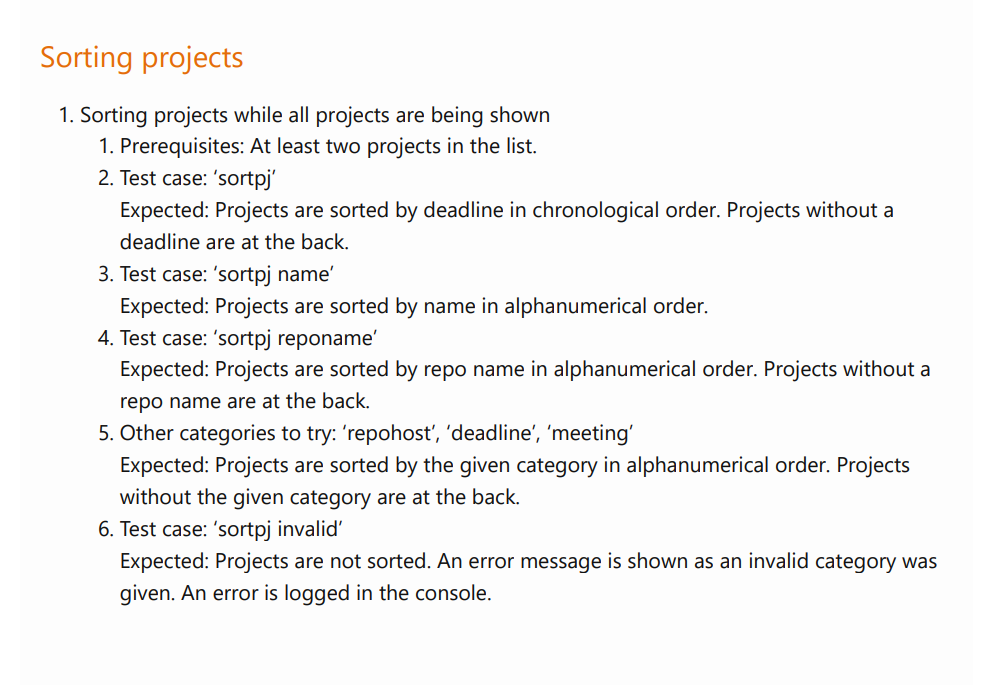 Sorting projects
1. Sorting projects while all projects are being shown
1. Prerequisites: At least two projects in the list.
2. Test case: ‘sortpj’
Expected: Projects are sorted by deadline in chronological order. Projects without a
deadline are at the back.
3. Test case: ‘sortpj name’
Expected: Projects are sorted by name in alphanumerical order.
4. Test case: ‘sortpj reponame’
Expected: Projects are sorted by repo name in alphanumerical order. Projects without a
repo name are at the back.
5. Other categories to try: ‘repohost’, ‘deadline’, ‘meeting’
Expected: Projects are sorted by the given category in alphanumerical order. Projects
without the given category are at the back.
6. Test case: ‘sortpj invalid’
Expected: Projects are not sorted. An error message is shown as an invalid category was
given. An error is logged in the console.